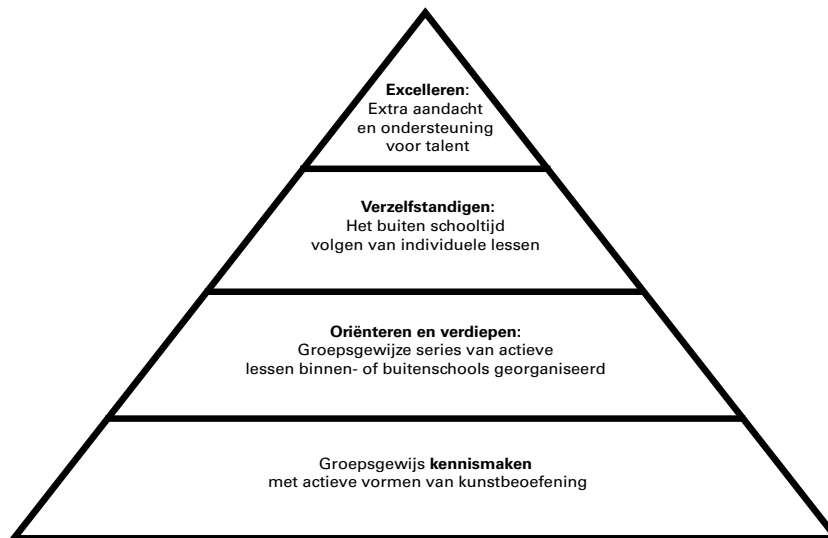 Excelleren:
Extra aandacht
en ondersteuning
voor talent
Verzelfstandigen:
Het buiten schooltijd
volgen van individuele lessen
Oriënteren en verdiepen:
Groepsgewijze series van actieve
lessen binnen- of buitenschools georganiseerd
Groepsgewijs kennismaken
met actieve vormen van kunstbeoefening